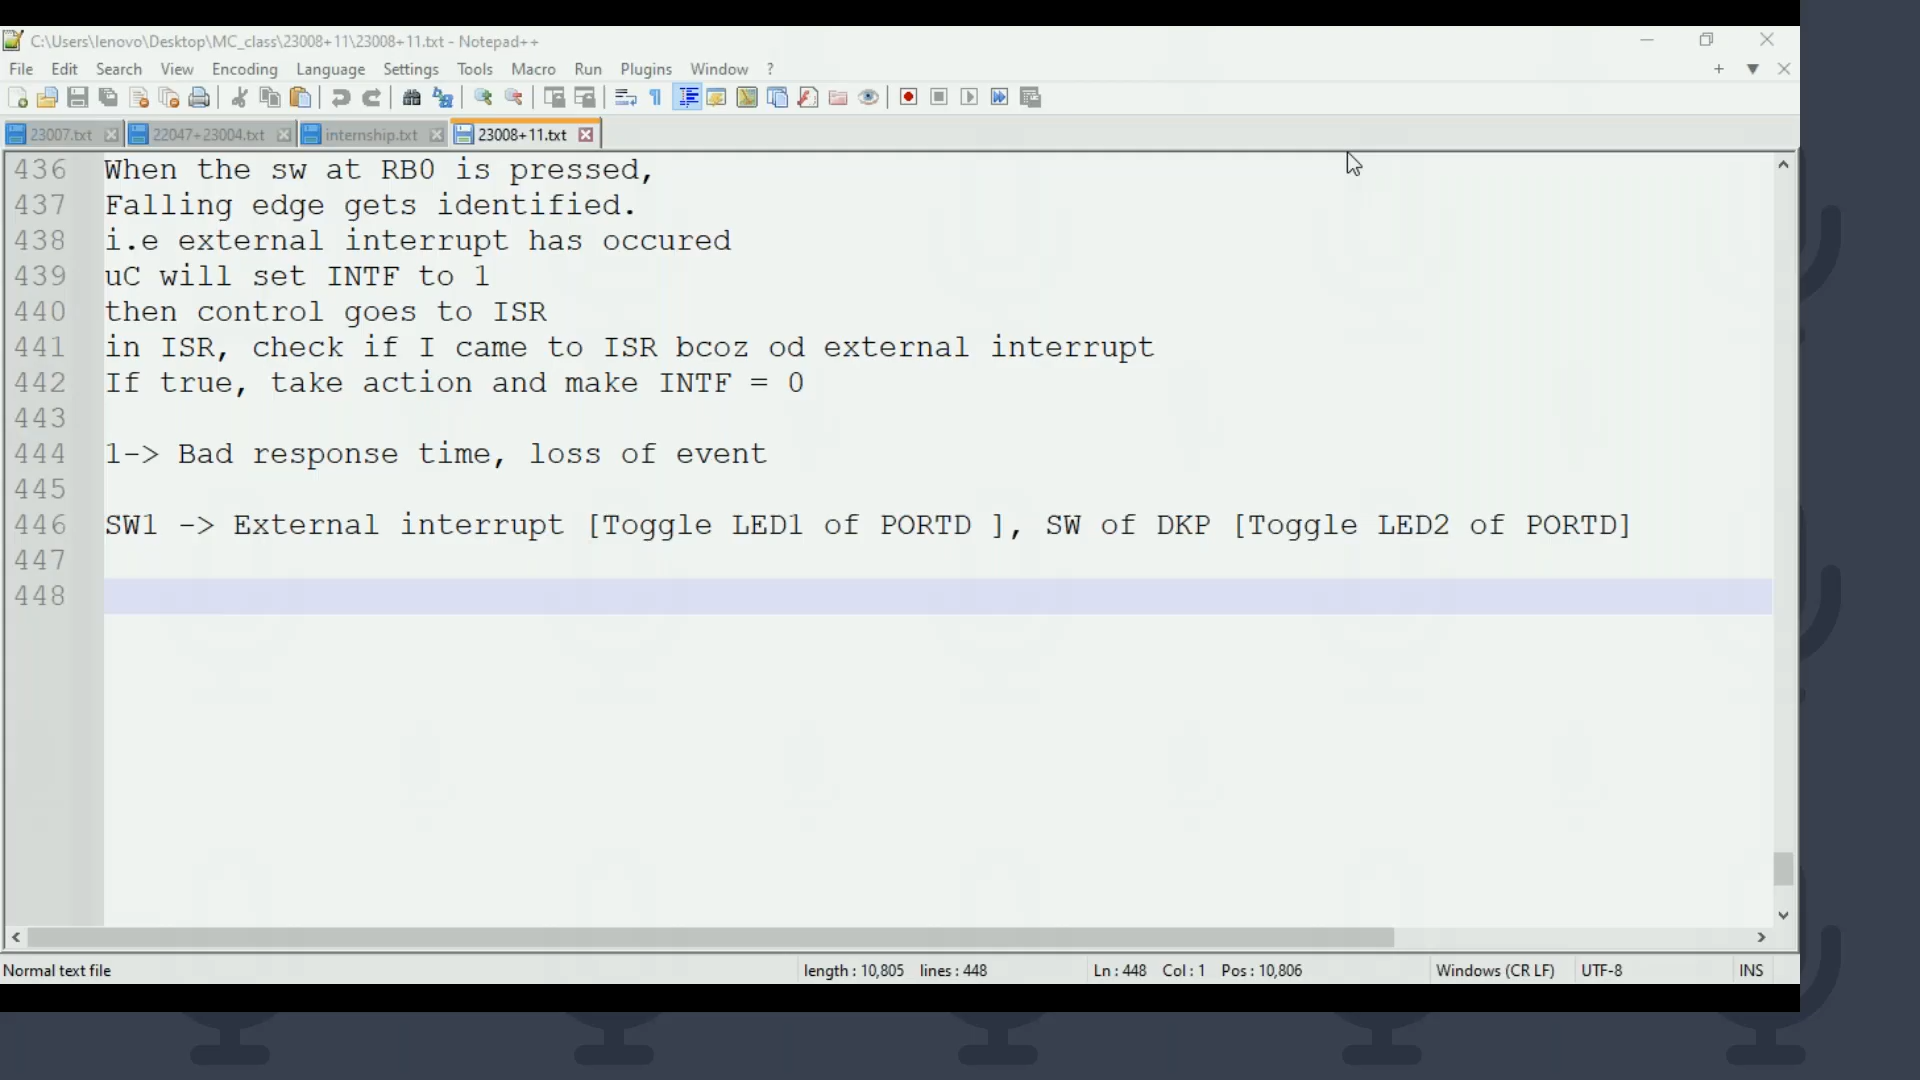 C:\Users\lenovo\Desktop\MC_class\23008+11\23008+11.txt - Notepad++
File Edit Search View Encoding Language Settings Tools Macro Run Plugins Window ?
23007.txt 22047+23004.txt internship.txt 23008+11.txt
436 When the sw at RB0 is pressed,
437 Falling edge gets identified.
438 i.e external interrupt has occured
439 uC will set INTF to 1
440 then control goes to ISR
441 in ISR, check if I came to ISR bcoz od external interrupt
442 If true, take action and make INTF = 0
443
444 1-> Bad response time, loss of event
445
446 SW1 -> External interrupt [Toggle LED1 of PORTD ], SW of DKP [Toggle LED2 of PORTD]
447
448
Normal text file length : 10,805 lines : 448 Ln : 448 Col : 1 Pos : 10,806 Windows (CR LF) UTF-8 INS